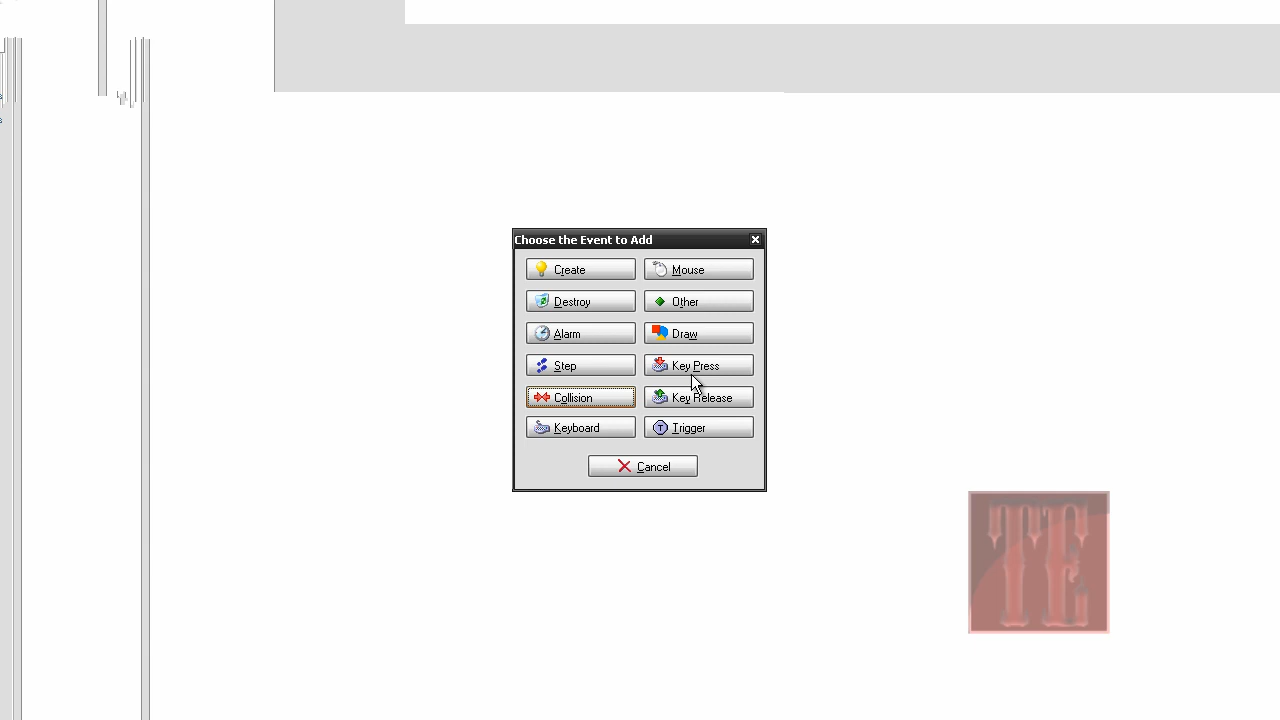 Choose the Event to Add
Create
Mouse
Destroy
Other
Alarm
Draw
Step
Key Press
Collision
Key Release
Keyboard
T Trigger
Cancel
TE